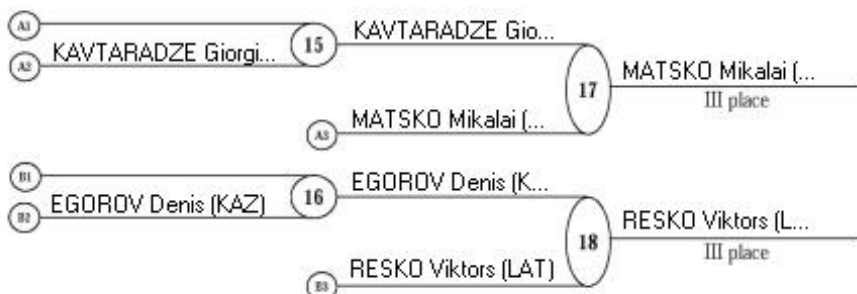 A1
KAVTARADZE Giorgi...
A2
15
KAVTARADZE Gio...
17
MATSKO Mikalai (...
III place
MATSKO Mikalai (...
A3
B1
EGOROV Denis (KAZ)
B2
16
EGOROV Denis (K...
18
RESKO Viktors (L...
III place
RESKO Viktors (LAT)
B3